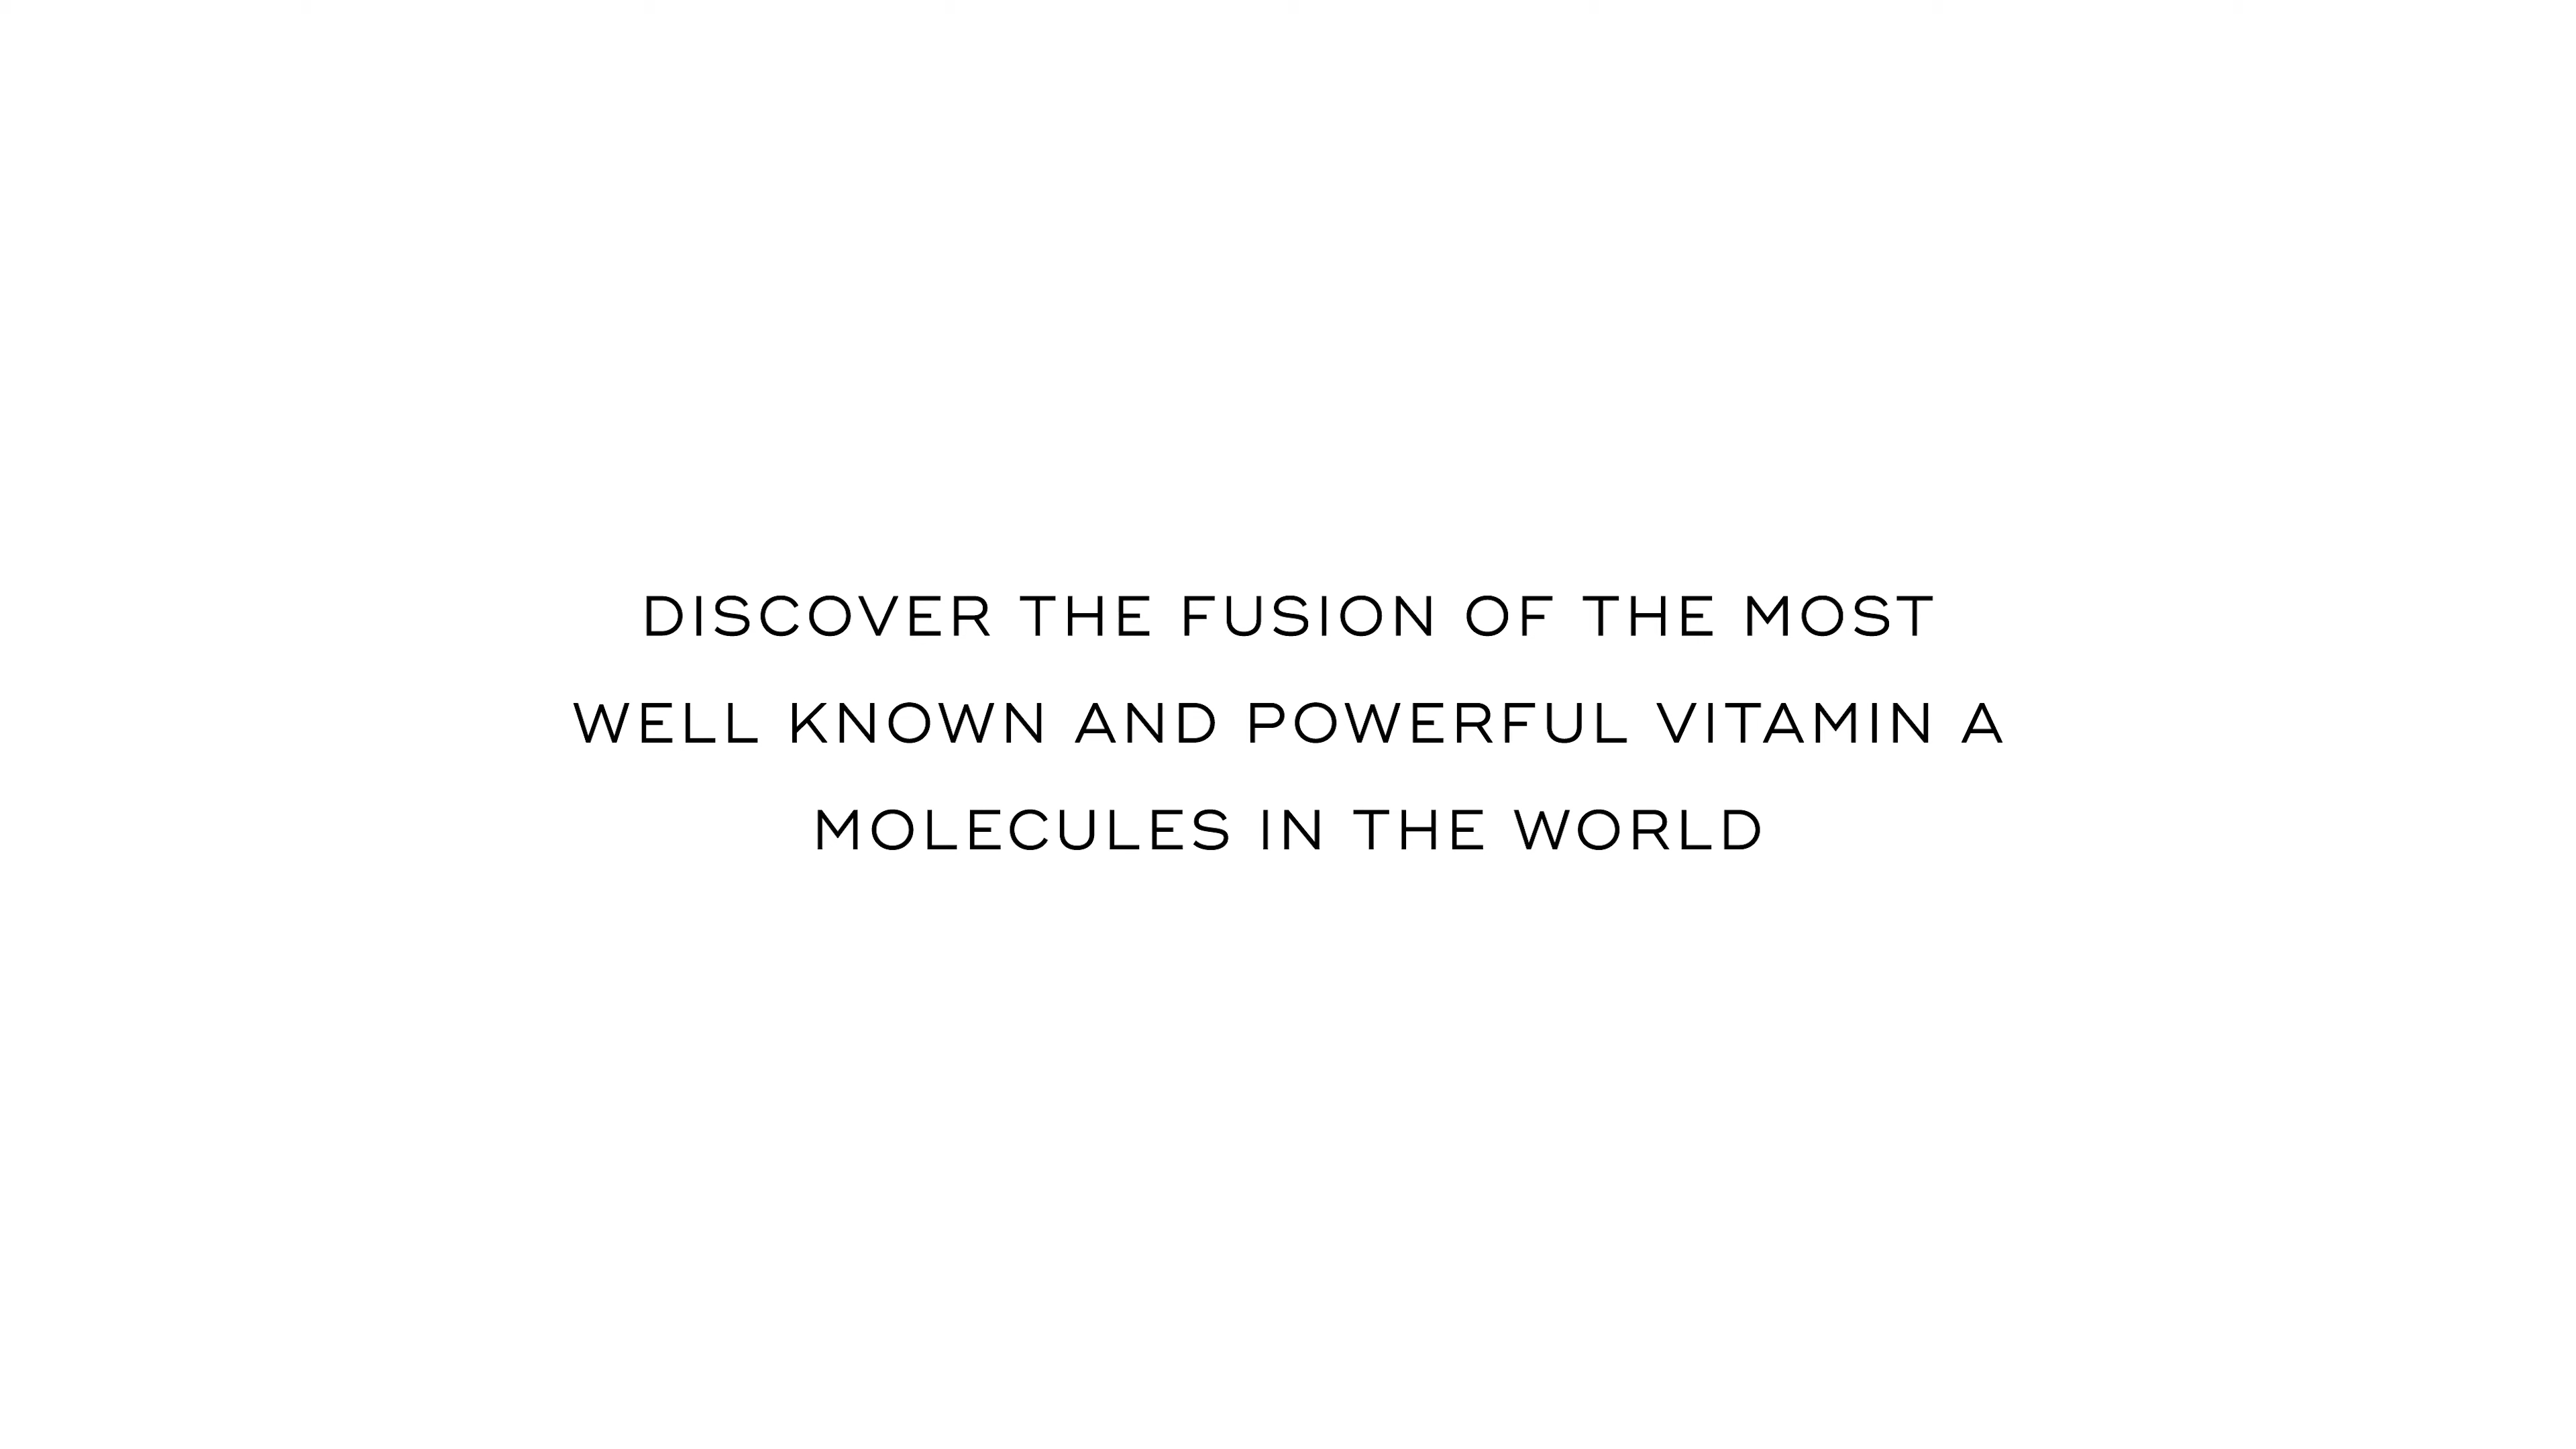 DISCOVER THE FUSION OF THE MOST
WELL KNOWN AND POWERFUL VITAMIN A
MOLECULES IN THE WORLD